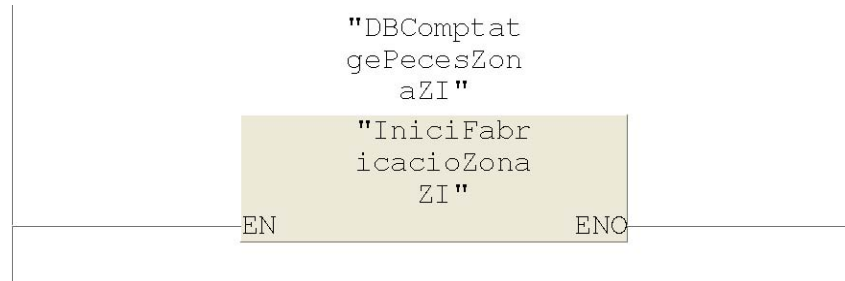 "DBComptat
gePecesZon
aZI"
"IniciFabr
icacioZona
ZI"
EN ENO